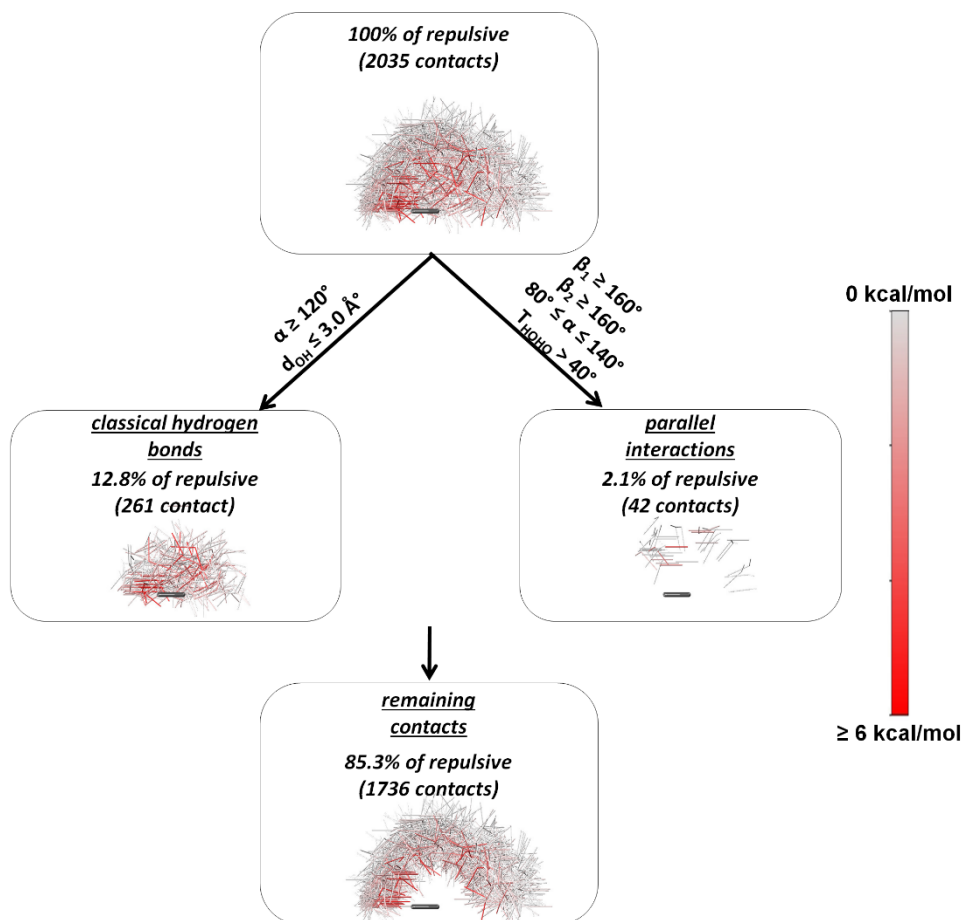 100% of repulsive
(2035 contacts)
α ≥ 120°
d_OH ≤ 3.0 Å°
β₁ ≥ 160°
β₂ ≥ 160°
80° ≤ α ≤ 140°
T_HOHO > 40°
classical hydrogen
bonds
12.8% of repulsive
(261 contact)
parallel
interactions
2.1% of repulsive
(42 contacts)
remaining
contacts
85.3% of repulsive
(1736 contacts)
0 kcal/mol
≥ 6 kcal/mol